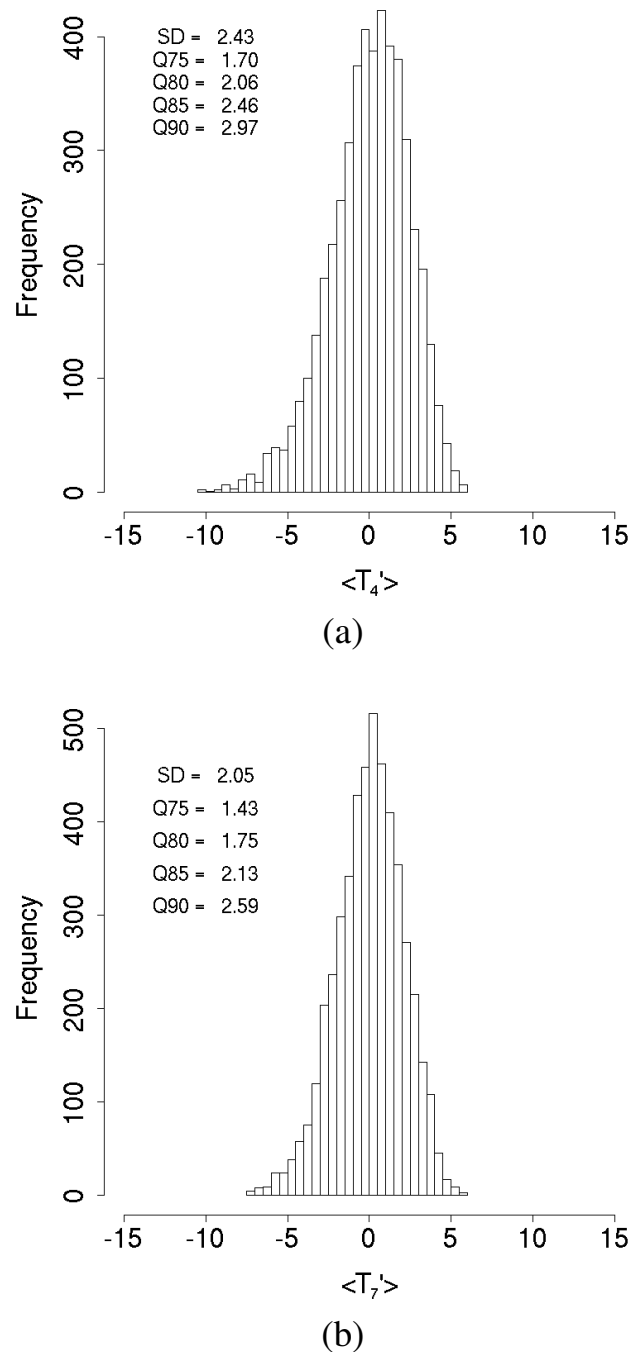 SD = 2.43
Q75 = 1.70
Q80 = 2.06
Q85 = 2.46
Q90 = 2.97
Frequency
400
300
200
100
0
-15 -10 -5 0 5 10 15
<T₄'>
(a)
SD = 2.05
Q75 = 1.43
Q80 = 1.75
Q85 = 2.13
Q90 = 2.59
Frequency
500
400
300
200
100
0
-15 -10 -5 0 5 10 15
<T₇'>
(b)